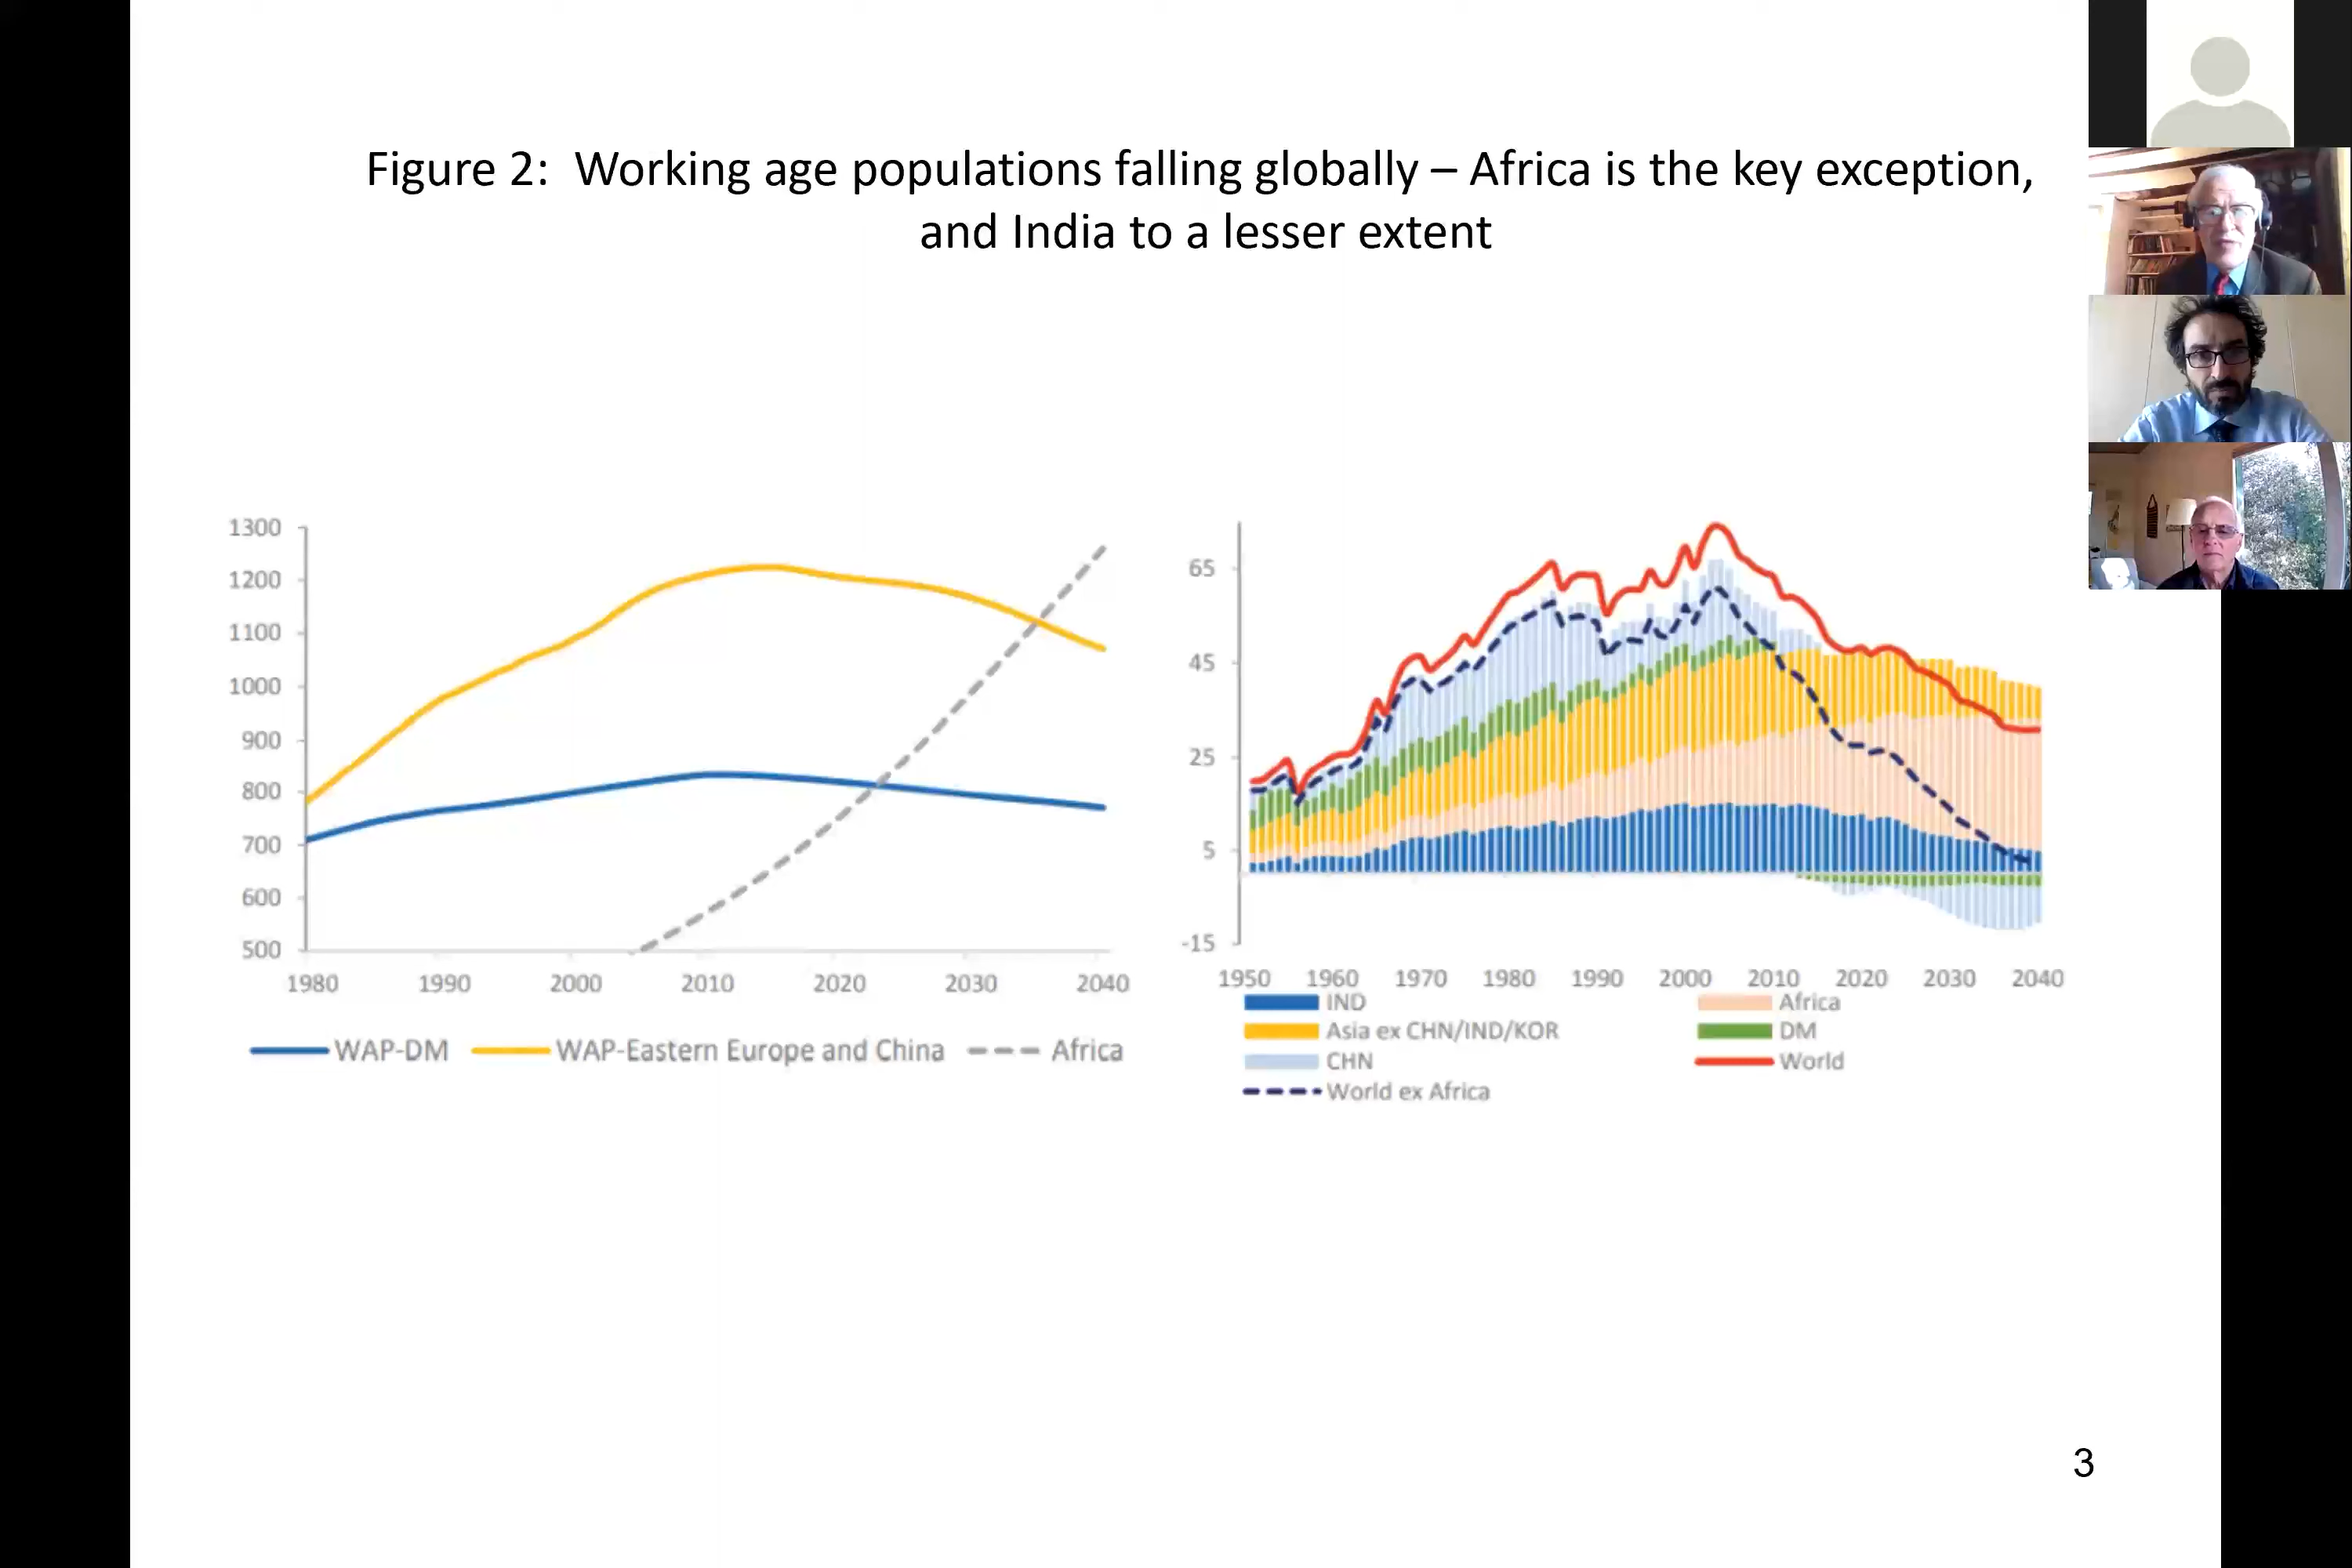 Figure 2: Working age populations falling globally – Africa is the key exception,
and India to a lesser extent
1300
1200
1100
1000
900
800
700
600
500
1980 1990 2000 2010 2020 2030 2040
WAP-DM WAP-Eastern Europe and China Africa
65
45
25
5
-15
1950 1960 1970 1980 1990 2000 2010 2020 2030 2040
IND Africa
Asia ex CHN/IND/KOR DM
CHN World
World ex Africa
3